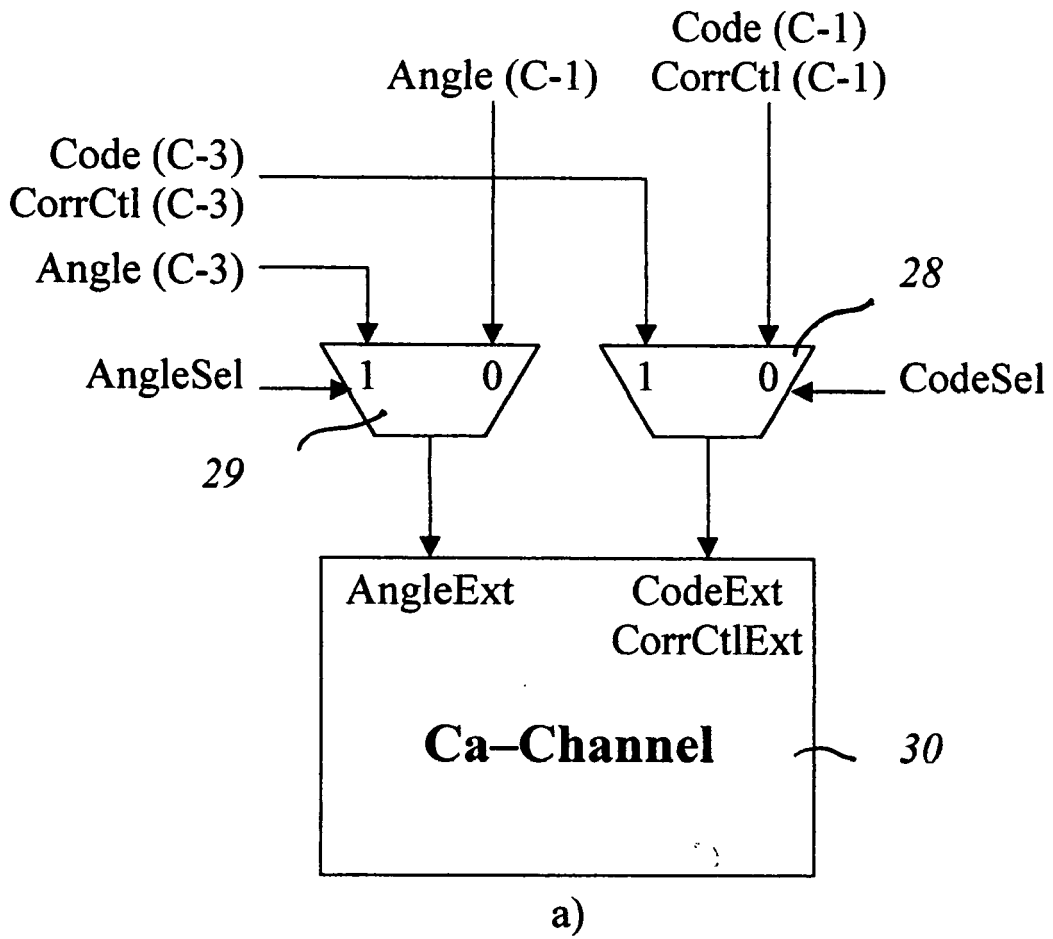 Code (C-1)
Angle (C-1) CorrCtl (C-1)
Code (C-3)
CorrCtl (C-3)
Angle (C-3)
28
AngleSel 1 0 1 0 CodeSel
29
AngleExt CodeExt
CorrCtlExt
Ca–Channel 30
a)